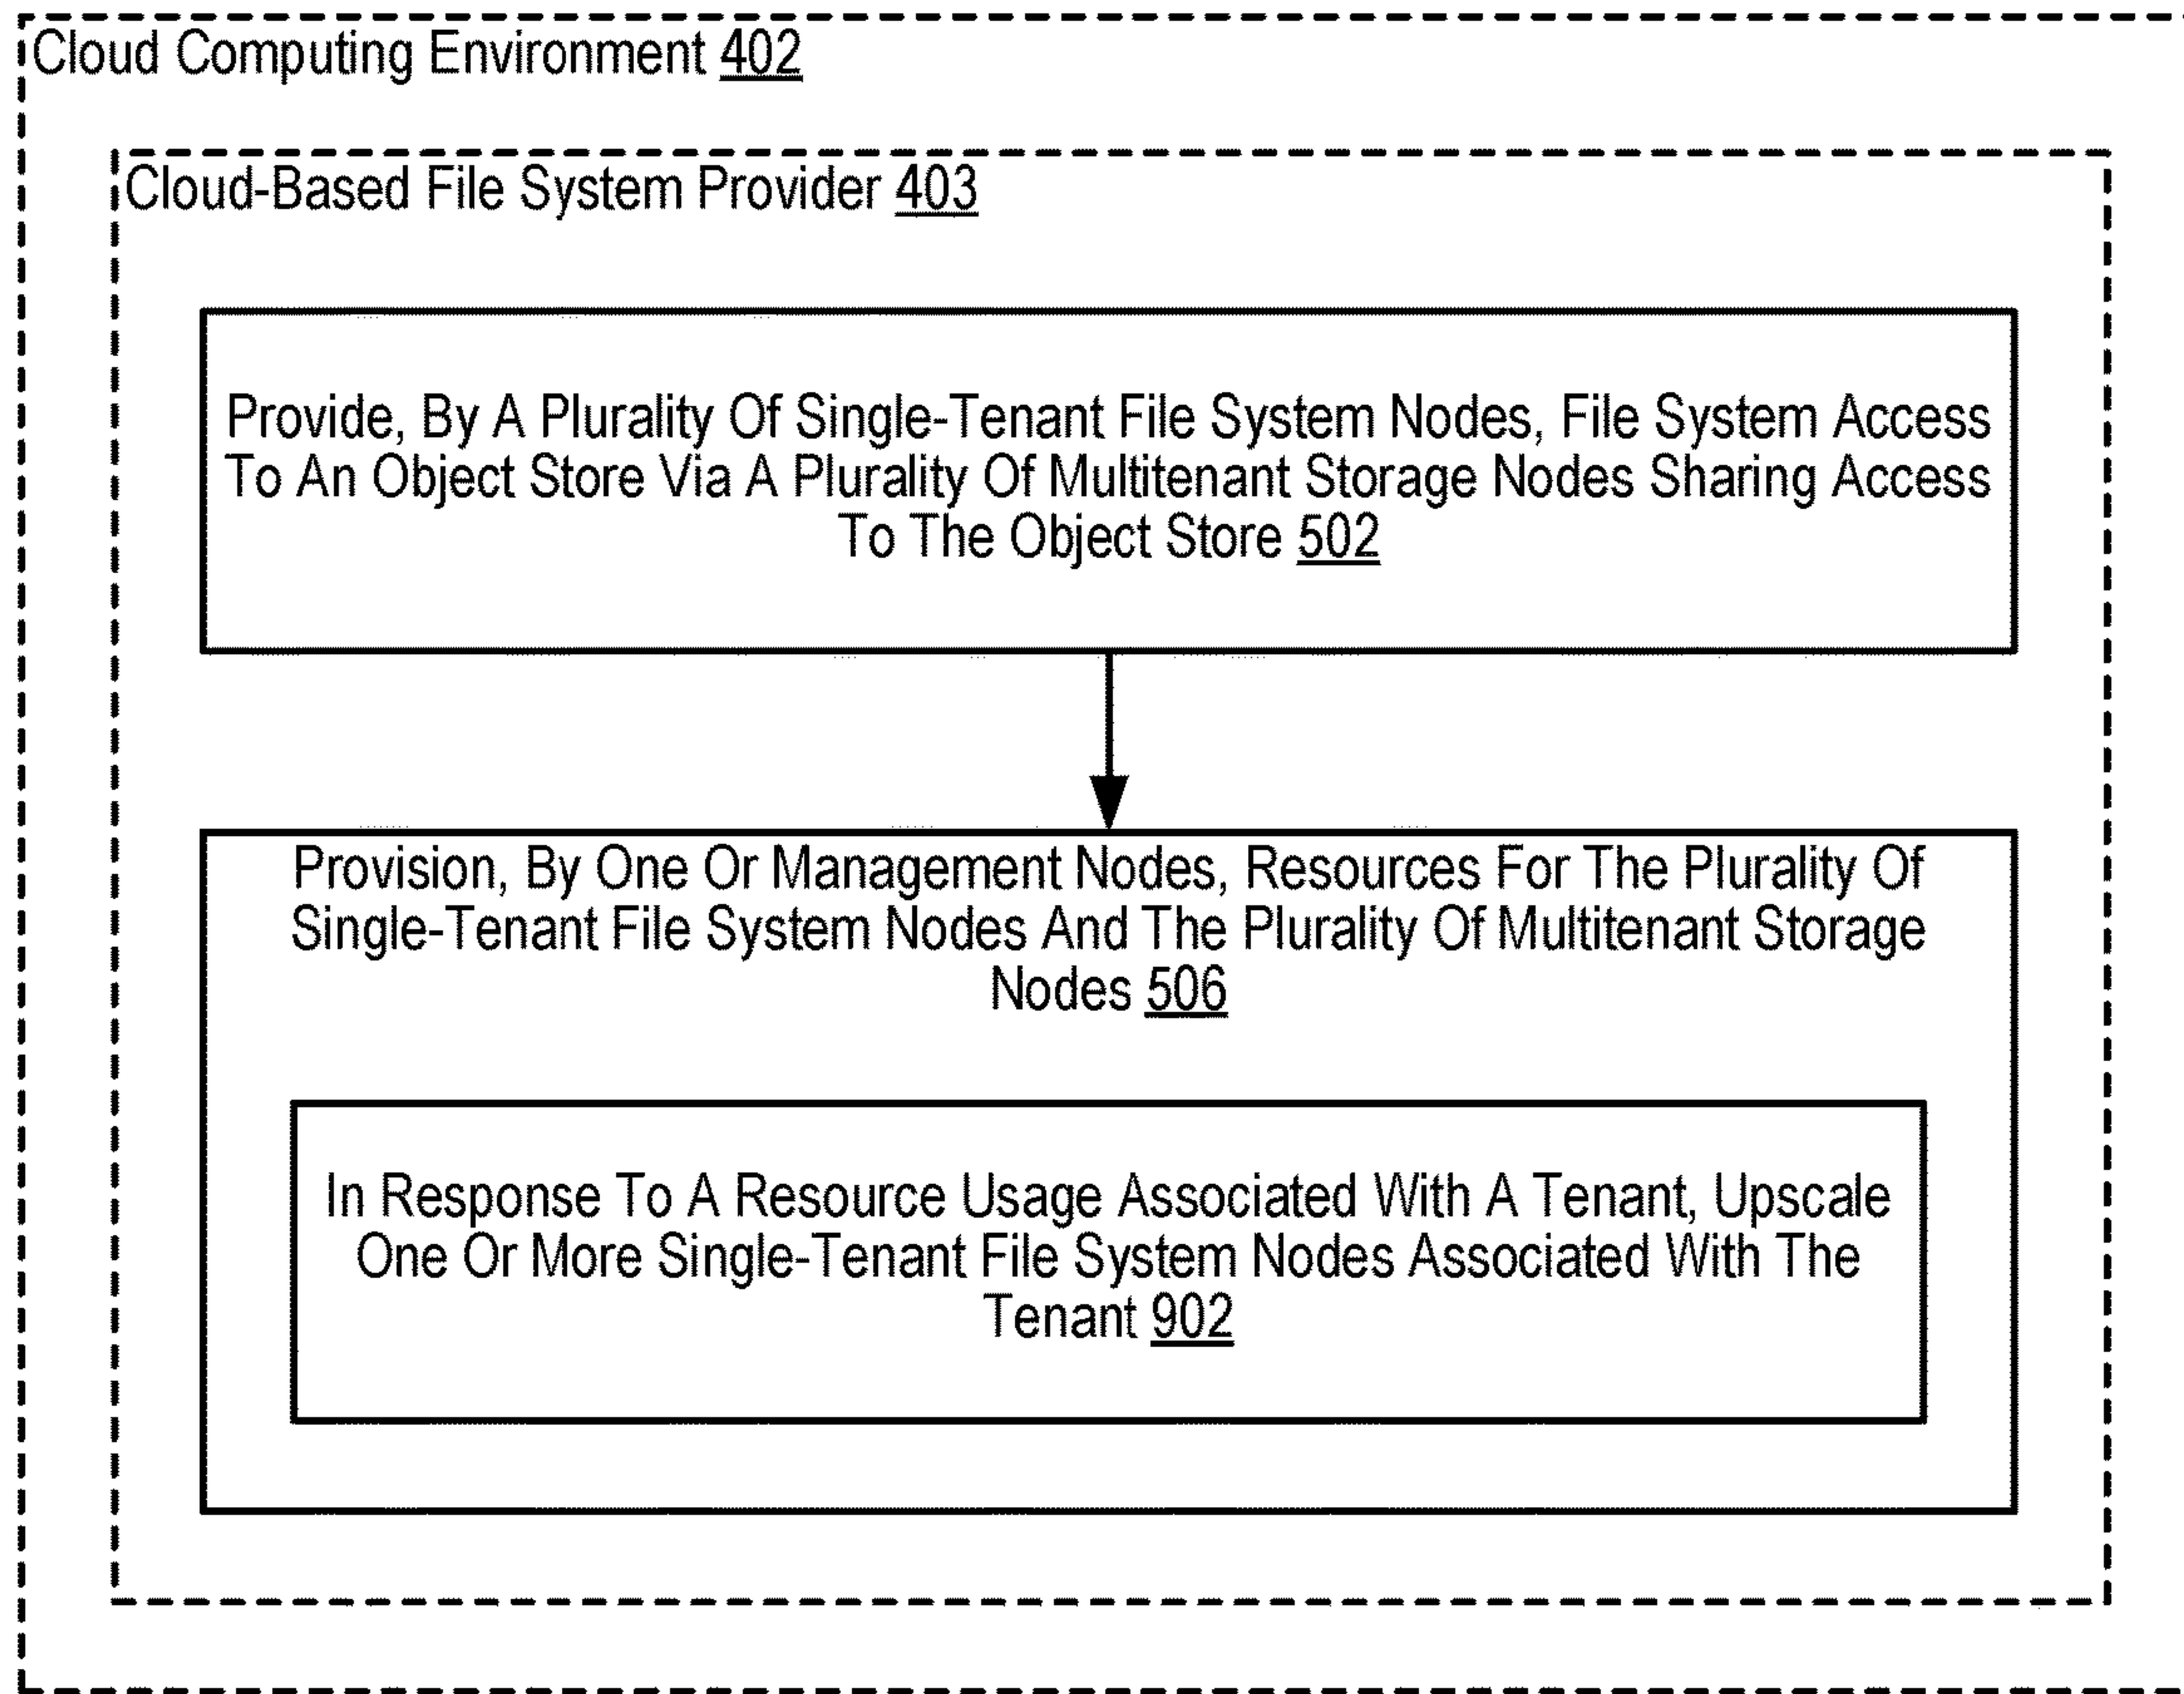 Cloud Computing Environment 402
Cloud-Based File System Provider 403
Provide, By A Plurality Of Single-Tenant File System Nodes, File System Access
To An Object Store Via A Plurality Of Multitenant Storage Nodes Sharing Access
To The Object Store 502
Provision, By One Or Management Nodes, Resources For The Plurality Of
Single-Tenant File System Nodes And The Plurality Of Multitenant Storage
Nodes 506
In Response To A Resource Usage Associated With A Tenant, Upscale
One Or More Single-Tenant File System Nodes Associated With The
Tenant 902